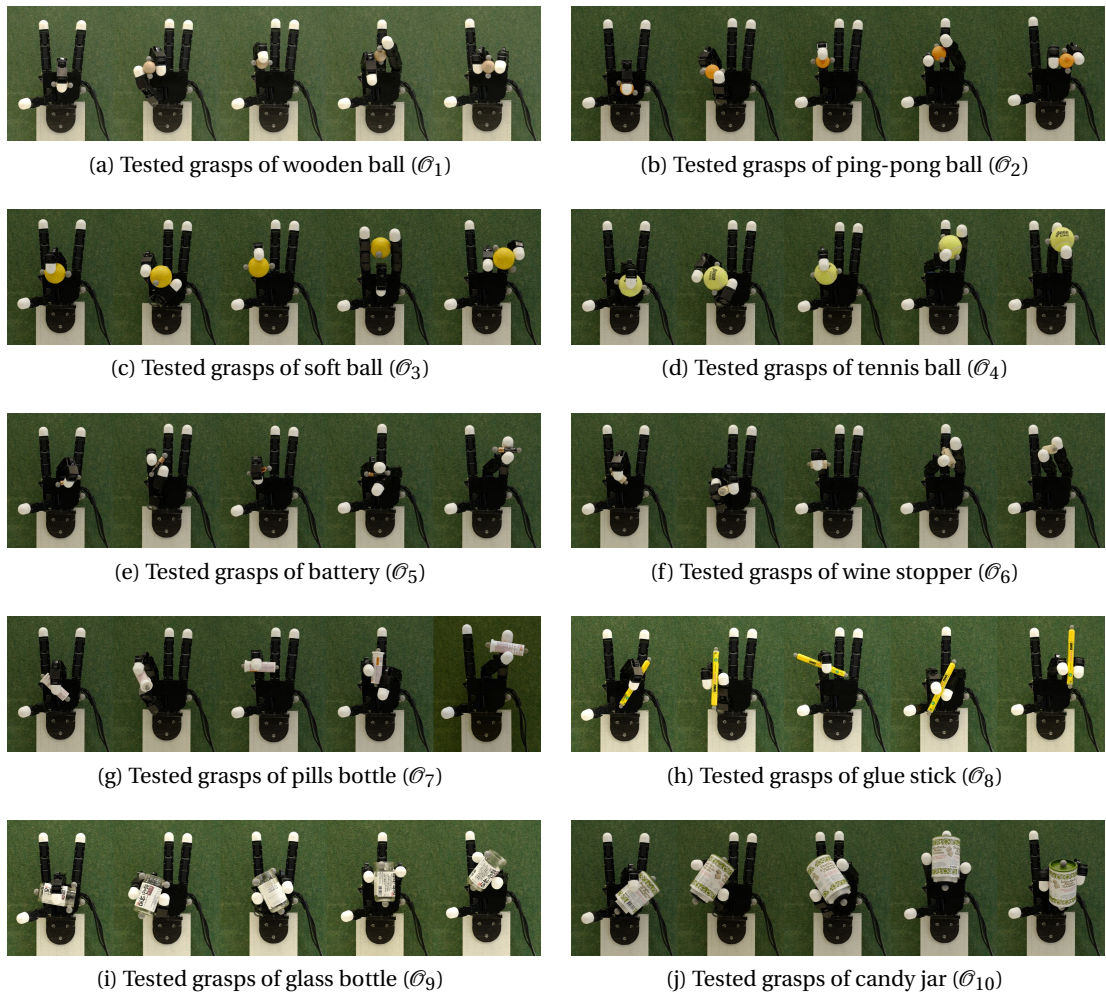 (a) Tested grasps of wooden ball (𝒪1)
(b) Tested grasps of ping-pong ball (𝒪2)
(c) Tested grasps of soft ball (𝒪3)
(d) Tested grasps of tennis ball (𝒪4)
(e) Tested grasps of battery (𝒪5)
(f) Tested grasps of wine stopper (𝒪6)
(g) Tested grasps of pills bottle (𝒪7)
(h) Tested grasps of glue stick (𝒪8)
(i) Tested grasps of glass bottle (𝒪9)
(j) Tested grasps of candy jar (𝒪10)